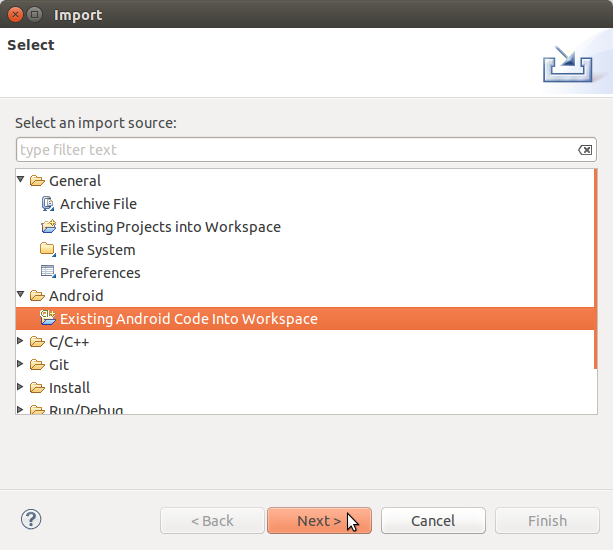 Import
Select
Select an import source:
type filter text
General
Archive File
Existing Projects into Workspace
File System
Preferences
Android
Existing Android Code Into Workspace
C/C++
Git
Install
Run/Debug
? < Back Next > Cancel Finish